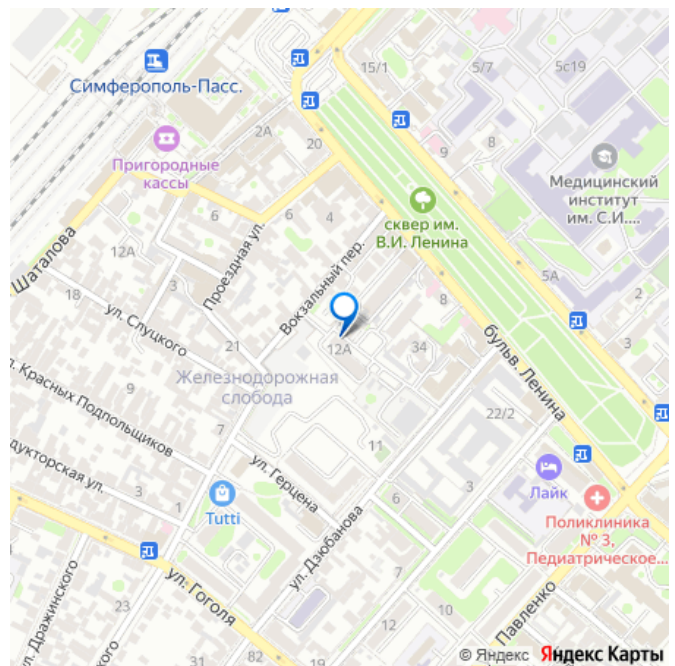 15/1
5/7
5с19
Симферополь-Пасс.
2А
20
9
8
Пригородные
кассы
Медицинский
институт
им. С.И....
6
6
4
сквер им.
В.И. Ленина
Шаталова
12А
Проездная ул.
Вокзальный пер.
5А
2
18
3
8
ул. Слуцкого
21
12А
34
бульв. Ленина
2
Железнодорожная
слобода
9
л. Красных Подпольщиков
22/2
11
дукторская ул.
ул. Герцена
3
1
Tutti
6
3
Лайк
Поликлиника
№ 3,
Педиатрическое...
ул. Дзюбанова
ул. Гоголя
7
ул. Дражинского
23
12
10
Павленко
82
19
кого
© Яндекс Яндекс Карты